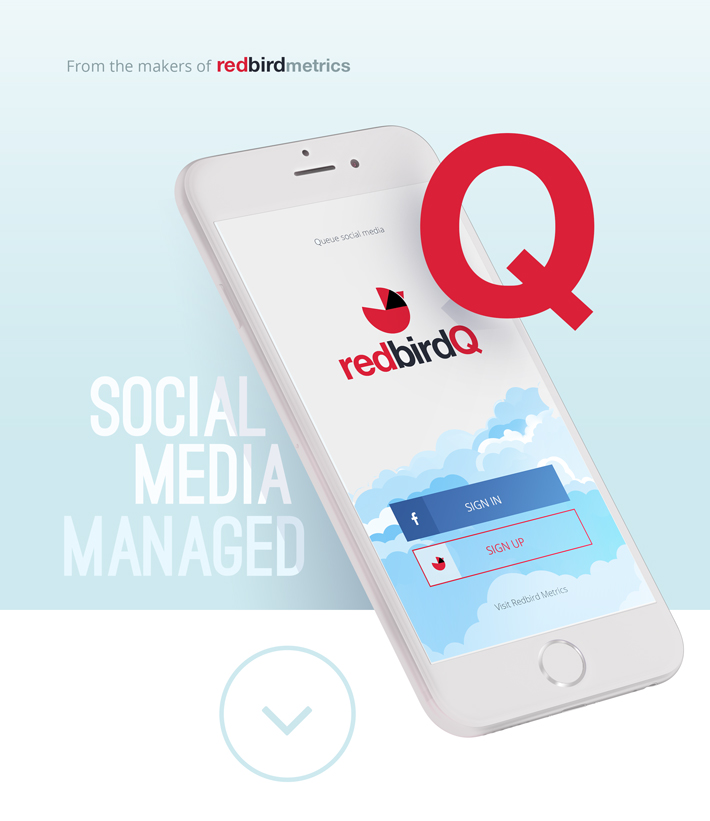 From the makers of redbirdmetrics
Q
Queue social media
redbirdQ
SOCIAL
MEDIA
MANAGED
f SIGN IN
SIGN UP
Visit Redbird Metrics